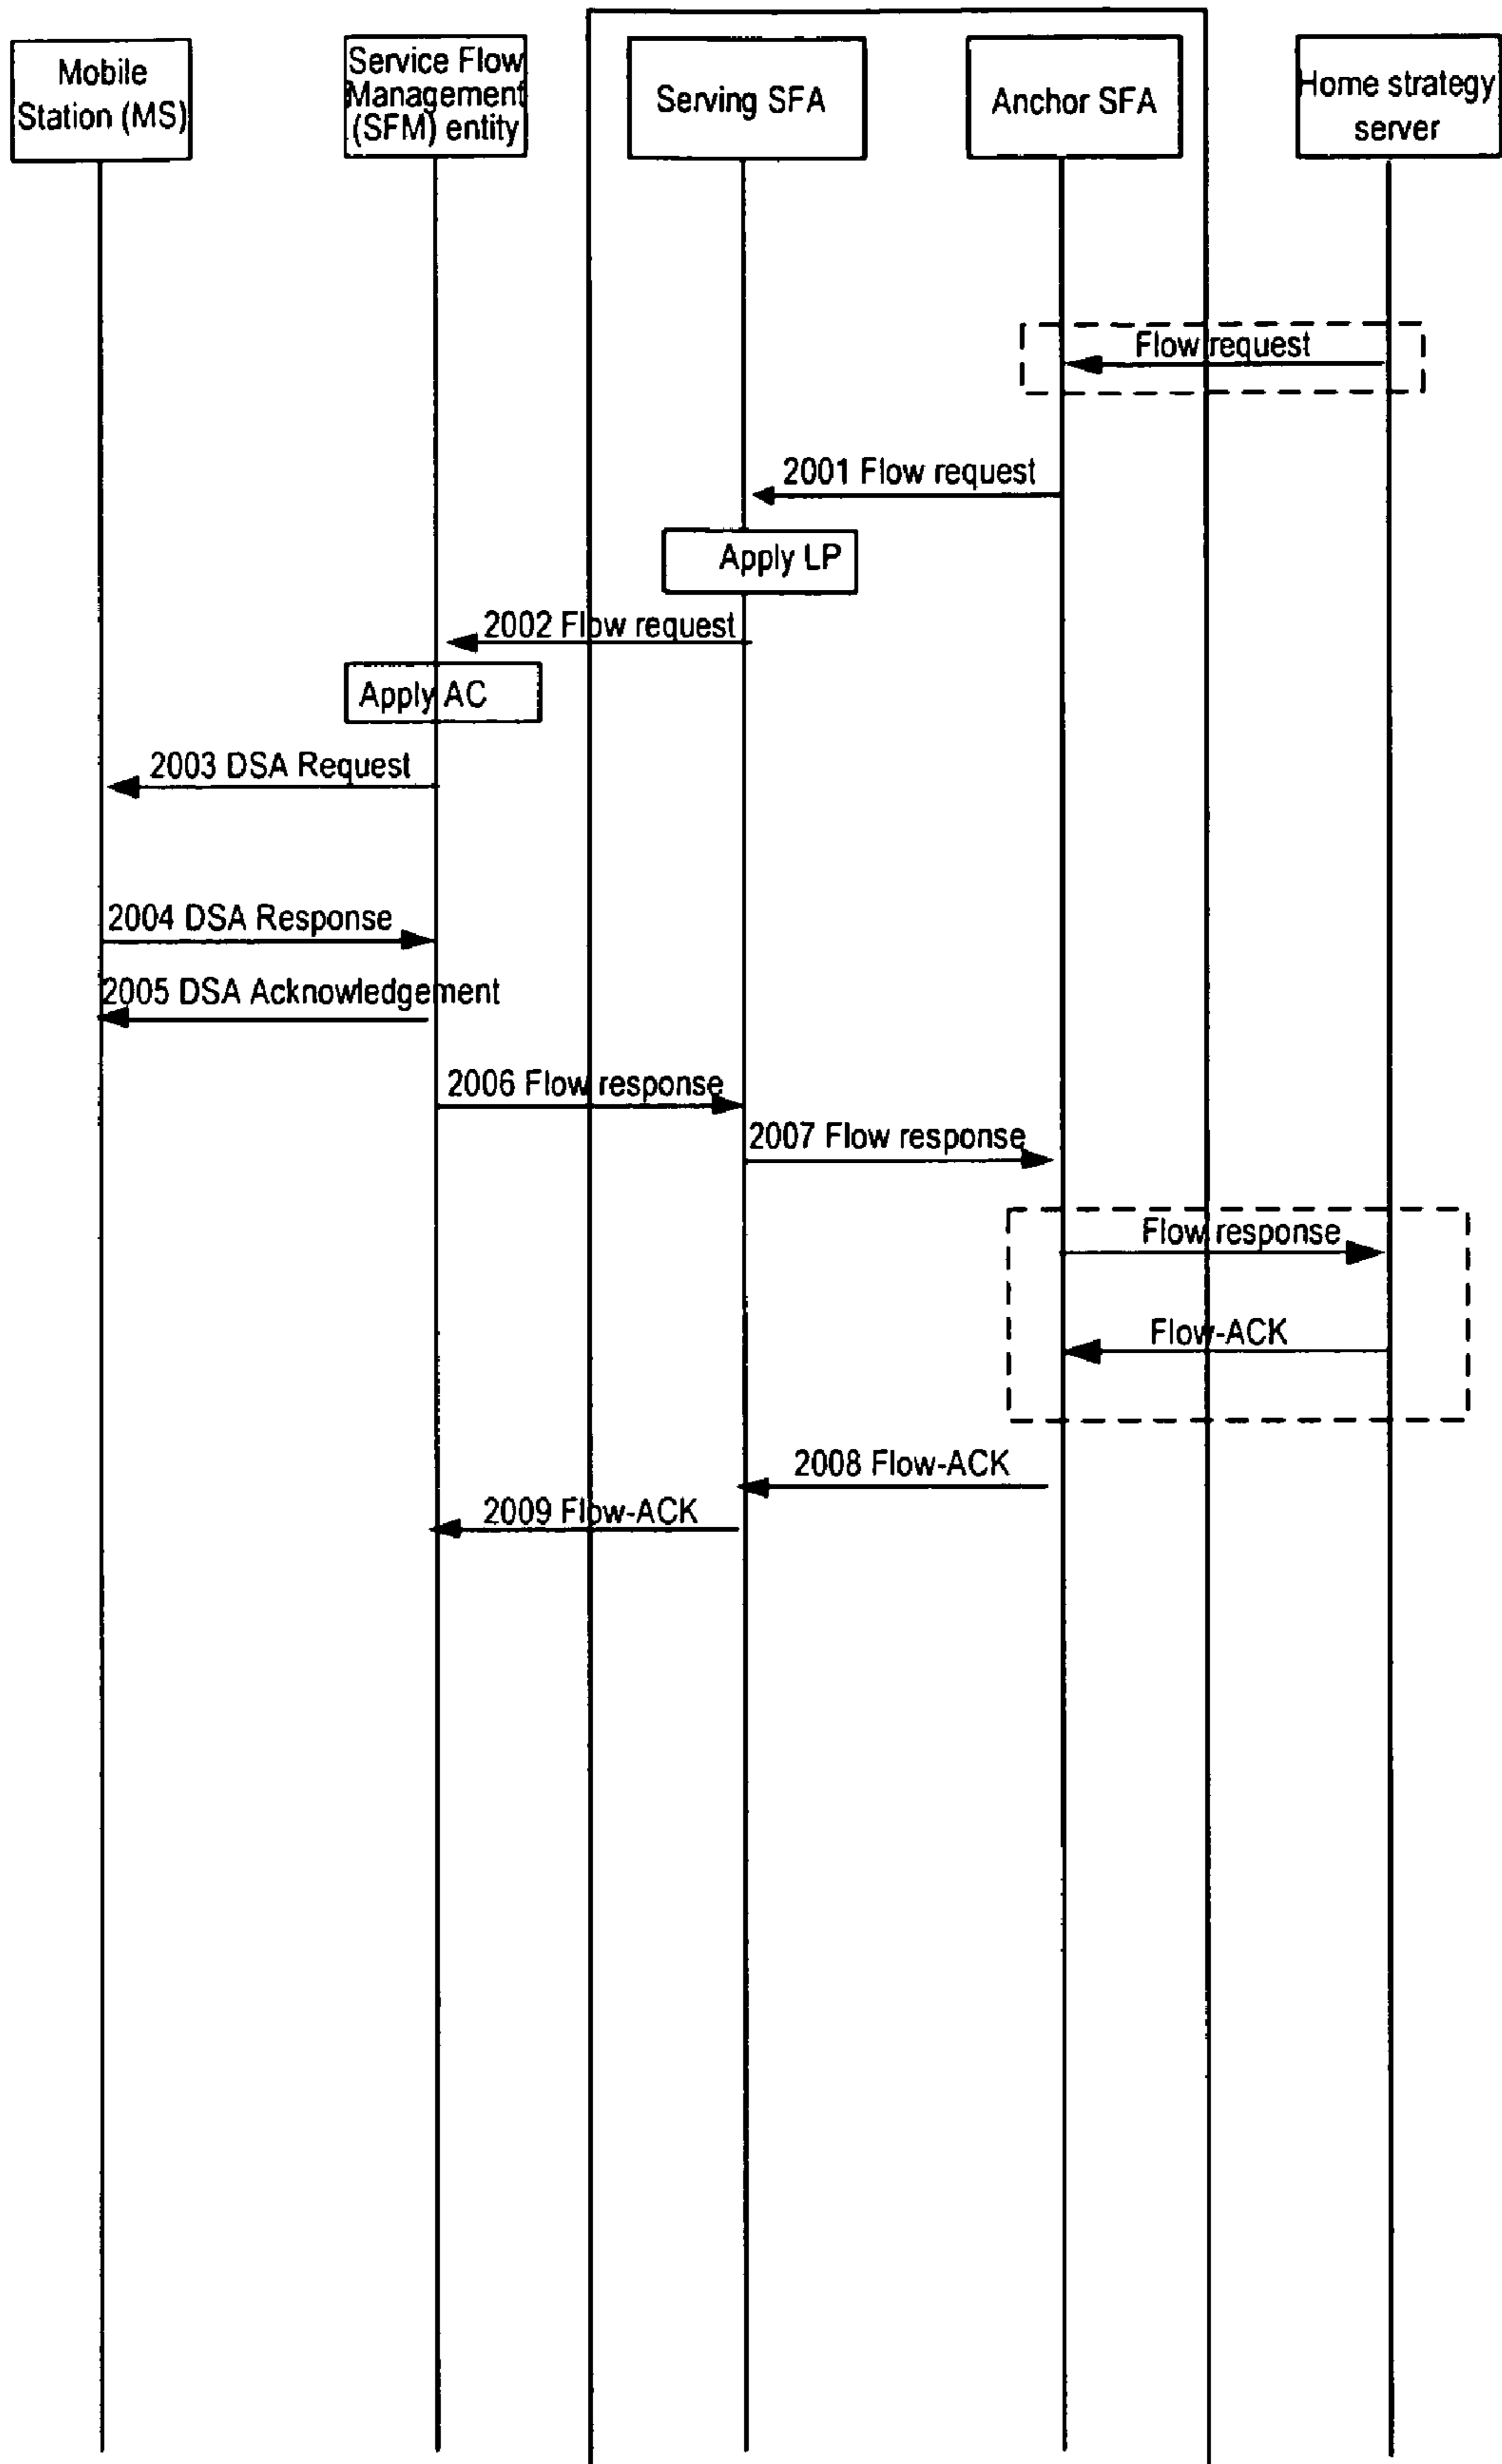 Mobile
Station (MS)
Service Flow
Management
(SFM) entity
Serving SFA
Anchor SFA
Home strategy
server
Flow request
2001 Flow request
Apply LP
2002 Flow request
Apply AC
2003 DSA Request
2004 DSA Response
2005 DSA Acknowledgement
2006 Flow response
2007 Flow response
Flow response
Flow-ACK
2008 Flow-ACK
2009 Flow-ACK